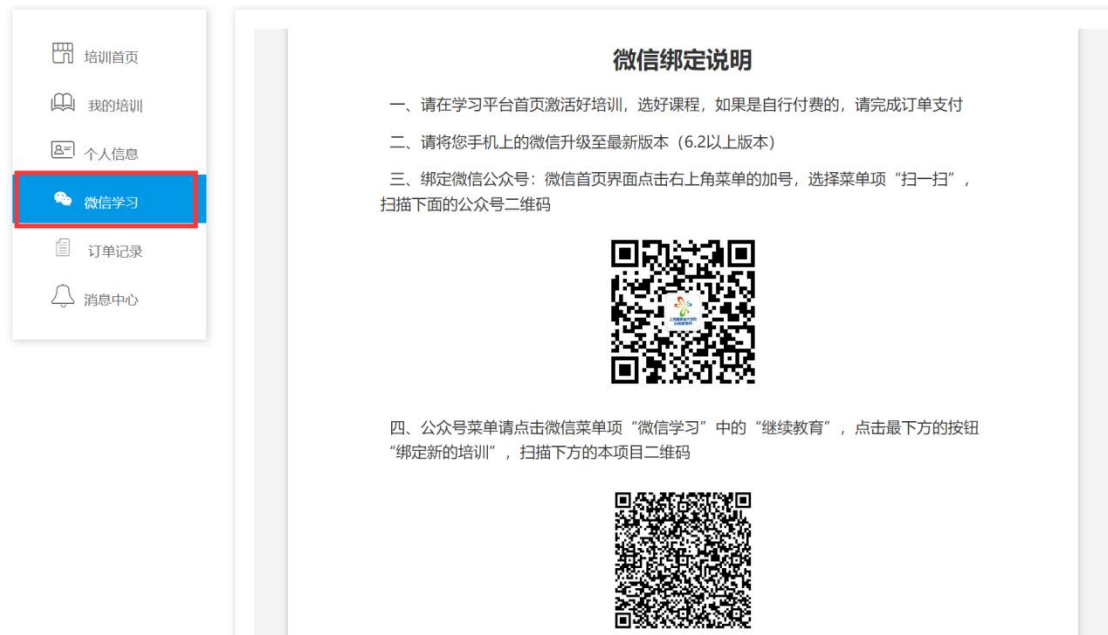 培训首页
我的培训
个人信息
微信学习
订单记录
消息中心
微信绑定说明
一、请在学习平台首页激活好培训，选好课程，如果是自行付费的，请完成订单支付
二、请将您手机上的微信升级至最新版本（6.2以上版本）
三、绑定微信公众号：微信首页界面点击右上角菜单的加号，选择菜单项“扫一扫”，
扫描下面的公众号二维码
四、公众号菜单请点击微信菜单项“微信学习”中的“继续教育”，点击最下方的按钮
“绑定新的培训”，扫描下方的本项目二维码